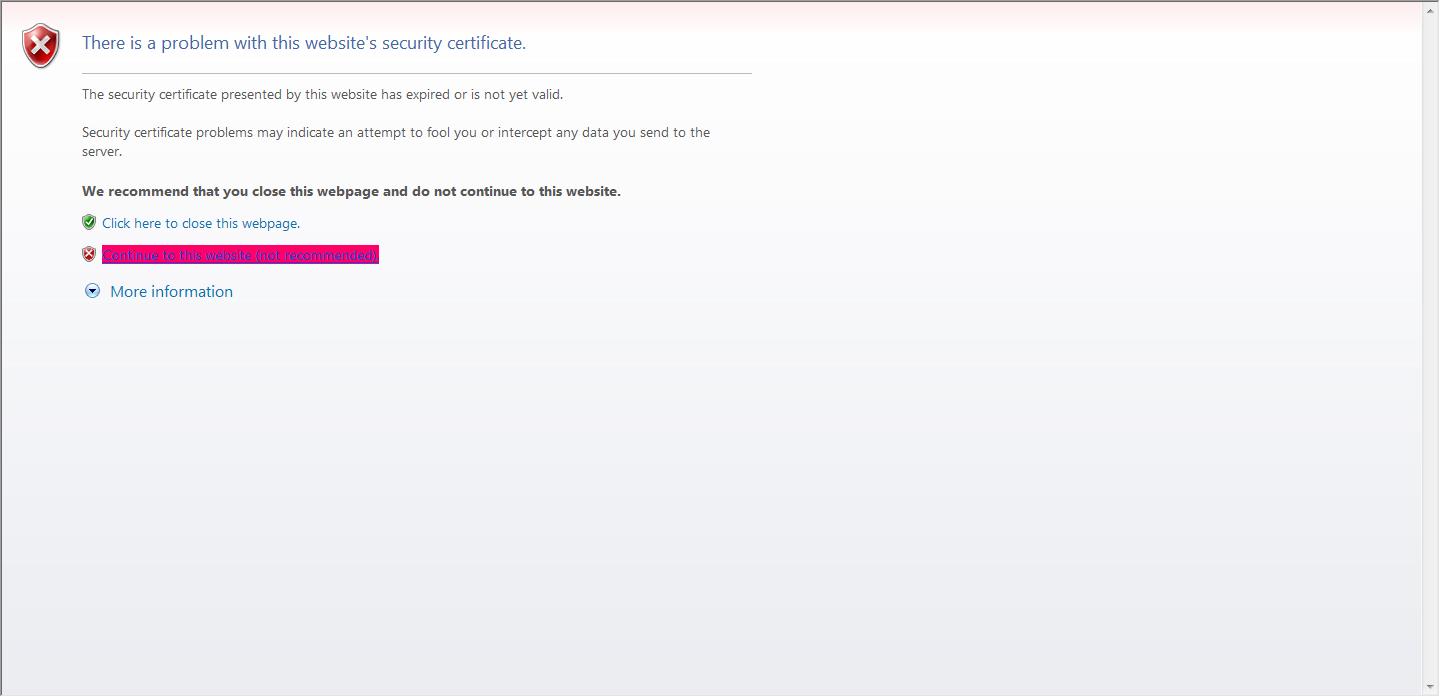 There is a problem with this website's security certificate.
The security certificate presented by this website has expired or is not yet valid.
Security certificate problems may indicate an attempt to fool you or intercept any data you send to the
server.
We recommend that you close this webpage and do not continue to this website.
Click here to close this webpage.
Continue to this website (not recommended).
More information